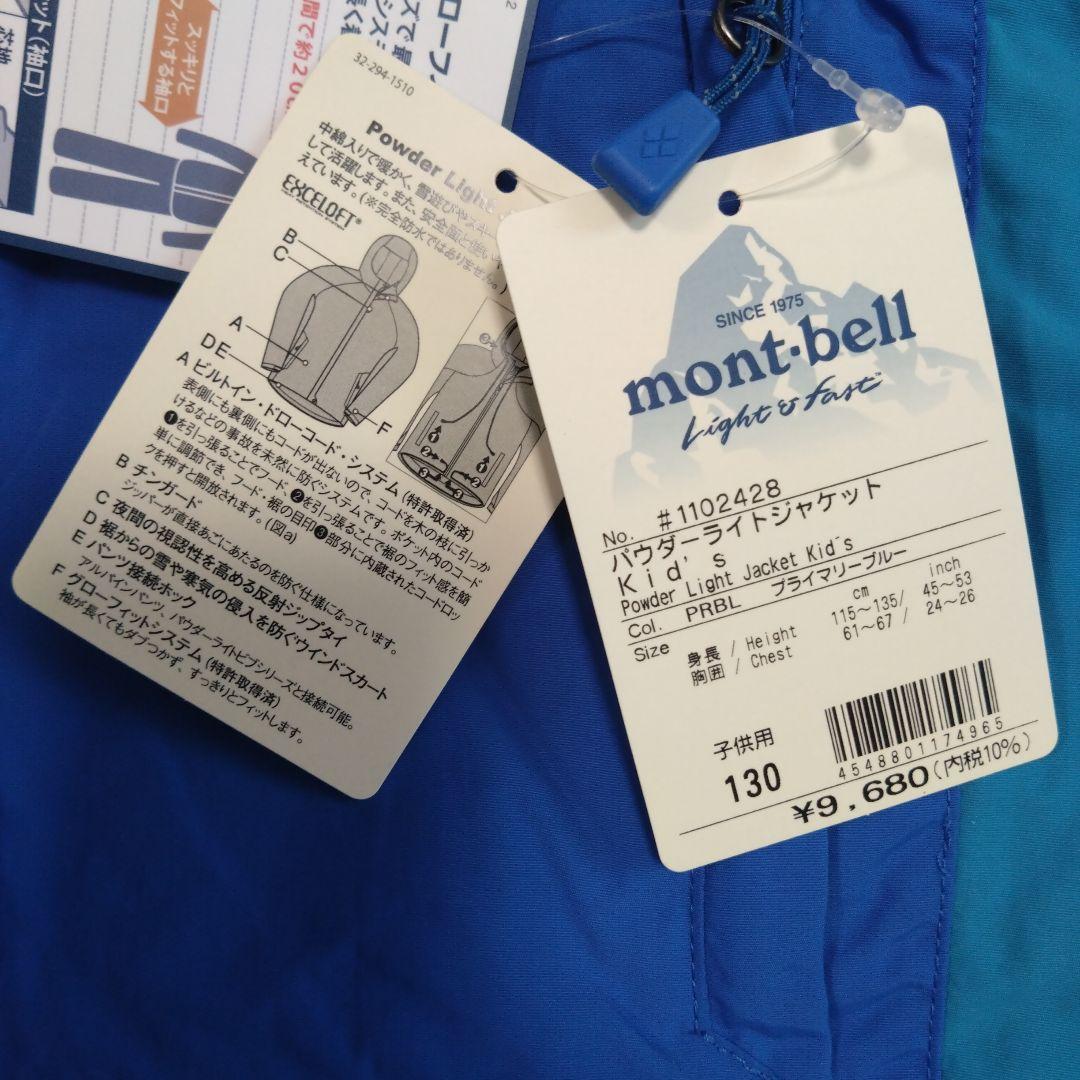 ット(袖口)
スッキリと
フィットする袖口
32-294-1510
Powder Light
中綿入りで暖かく、雪遊びやスキー
して活躍します。また、安全面と
えています。(※完全防水ではありません。)
EXCELOFT®
B
C
A
D E
F
A ビルトイン・ドローコード・システム (特許取得済)
表側にも裏側にもコードが出ないので、コードを木の枝に引っか
けるなどの事故を未然に防ぐシステムです。ポケット内のコード
❶を引っ張ることでフード、❷を引っ張ることで裾のフィット感を簡
単に調節でき、フード・裾の目印❸部分に内蔵されたコードロッ
クを押すと開放されます。(図a)
B チンガード
ジッパーが直接あごにあたるのを防ぐ仕様になっています。
C 夜間の視認性を高める反射ジップタイ
D 裾からの雪や寒気の侵入を防ぐウインドスカート
E パンツ接続ホック
アルパインパンツ、パウダーライトビブシリーズと接続可能。
F グローフィットシステム (特許取得済)
袖が長くてもダブつかず、すっきりとフィットします。
SINCE 1975
mont·bell
Light & Fast™
No. #1102428
パウダーライトジャケット
Kid's
Powder Light Jacket Kid's
Col. PRBL プライマリーブルー
Size cm inch
身長 / Height 115～135/ 45～53
胸囲 / Chest 61～67 / 24～26
子供用
130
4548801174965
¥9,680(内税10%)